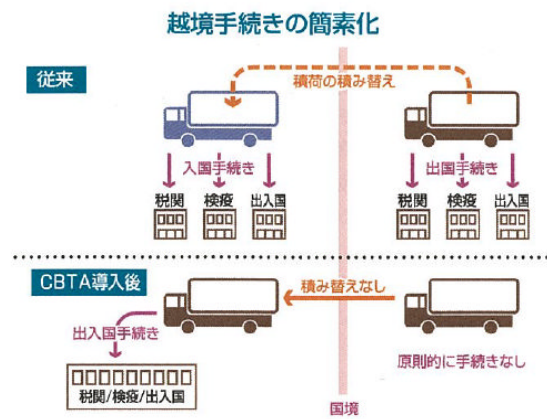 越境手続きの簡素化
従来
積荷の積み替え
入国手続き
出国手続き
税関 検疫 出入国
税関 検疫 出入国
CBTA導入後
積み替えなし
出入国手続き
原則的に手続きなし
税関/検疫/出入国
国境